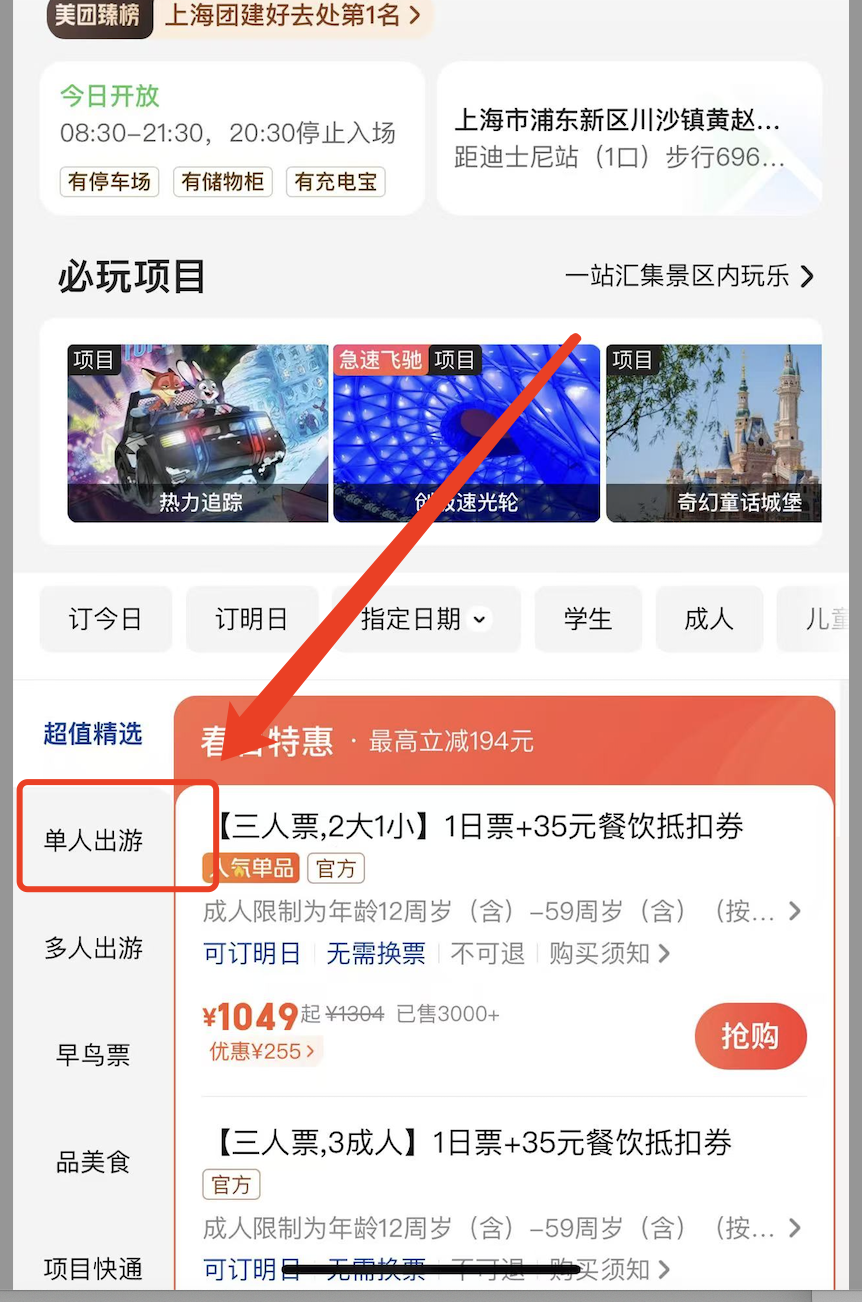 美团臻榜 上海团建好去处第1名
今日开放
08:30-21:30，20:30停止入场
有停车场 有储物柜 有充电宝
上海市浦东新区川沙镇黄赵...
距迪士尼站（1口）步行696...
必玩项目 一站汇集景区内玩乐
项目 急速飞驰 项目 项目
热力追踪 创极速光轮 奇幻童话城堡
订今日 订明日 指定日期 学生 成人 儿童
超值精选
单人出游
多人出游
早鸟票
品美食
项目快通
春日特惠 · 最高立减194元
【三人票,2大1小】1日票+35元餐饮抵扣券
人气单品 官方
成人限制为年龄12周岁（含）-59周岁（含）（按...
可订明日 无需换票 不可退 购买须知
¥1049起 ¥1304 已售3000+
优惠¥255
抢购
【三人票,3成人】1日票+35元餐饮抵扣券
官方
成人限制为年龄12周岁（含）-59周岁（含）（按...
可订明日 无需换票 不可退 购买须知